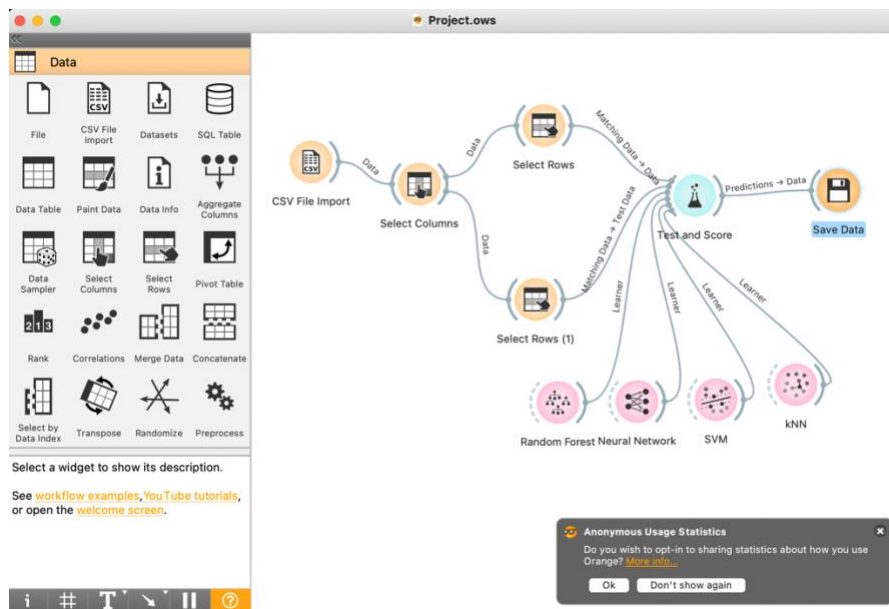 Project.ows
Data
CSV
File
CSV File
Import
Datasets
SQL Table
Data Table
Paint Data
Data Info
Aggregate
Columns
Data
Sampler
Select
Columns
Select
Rows
Pivot Table
2 1 3
Rank
Correlations
Merge Data
Concatenate
Select by
Data Index
Transpose
Randomize
Preprocess
Select a widget to show its description.
See workflow examples, YouTube tutorials,
or open the welcome screen.
i # T ?
CSV
CSV File Import
Data
Select Columns
Data
Select Rows
Matching Data → Data
Data
Select Rows (1)
Matching Data → Test Data
Test and Score
Predictions → Data
Save Data
Learner
Learner
Learner
Learner
Random Forest
Neural Network
SVM
kNN
Anonymous Usage Statistics
Do you wish to opt-in to sharing statistics about how you use
Orange? More info...
Ok
Don't show again